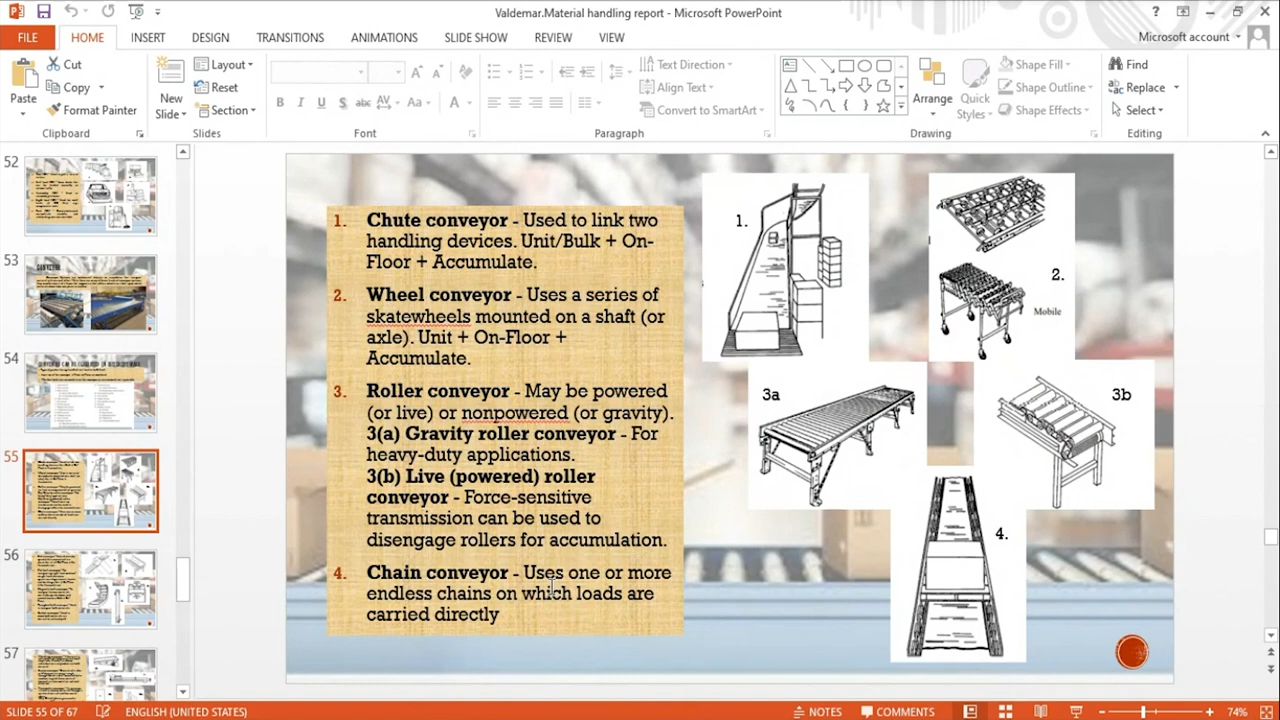 Valdemar.Material handling report - Microsoft PowerPoint
FILE HOME INSERT DESIGN TRANSITIONS ANIMATIONS SLIDE SHOW REVIEW VIEW Microsoft account
Paste
Cut
Copy
Format Painter
Clipboard
New
Slide
Layout
Reset
Section
Slides
Font
Text Direction
Align Text
Convert to SmartArt
Paragraph
Arrange
Quick
Styles
Shape Fill
Shape Outline
Shape Effects
Drawing
Find
Replace
Select
Editing
52
53
54
55
56
57
1. Chute conveyor - Used to link two
handling devices. Unit/Bulk + On-
Floor + Accumulate.
2. Wheel conveyor - Uses a series of
skatewheels mounted on a shaft (or
axle). Unit + On-Floor +
Accumulate.
3. Roller conveyor - May be powered
(or live) or nonpowered (or gravity).
3(a) Gravity roller conveyor - For
heavy-duty applications.
3(b) Live (powered) roller
conveyor - Force-sensitive
transmission can be used to
disengage rollers for accumulation.
4. Chain conveyor - Uses one or more
endless chains on which loads are
carried directly
1.
2.
Mobile
3a
3b
4.
SLIDE 55 OF 67 ENGLISH (UNITED STATES) NOTES COMMENTS 74%